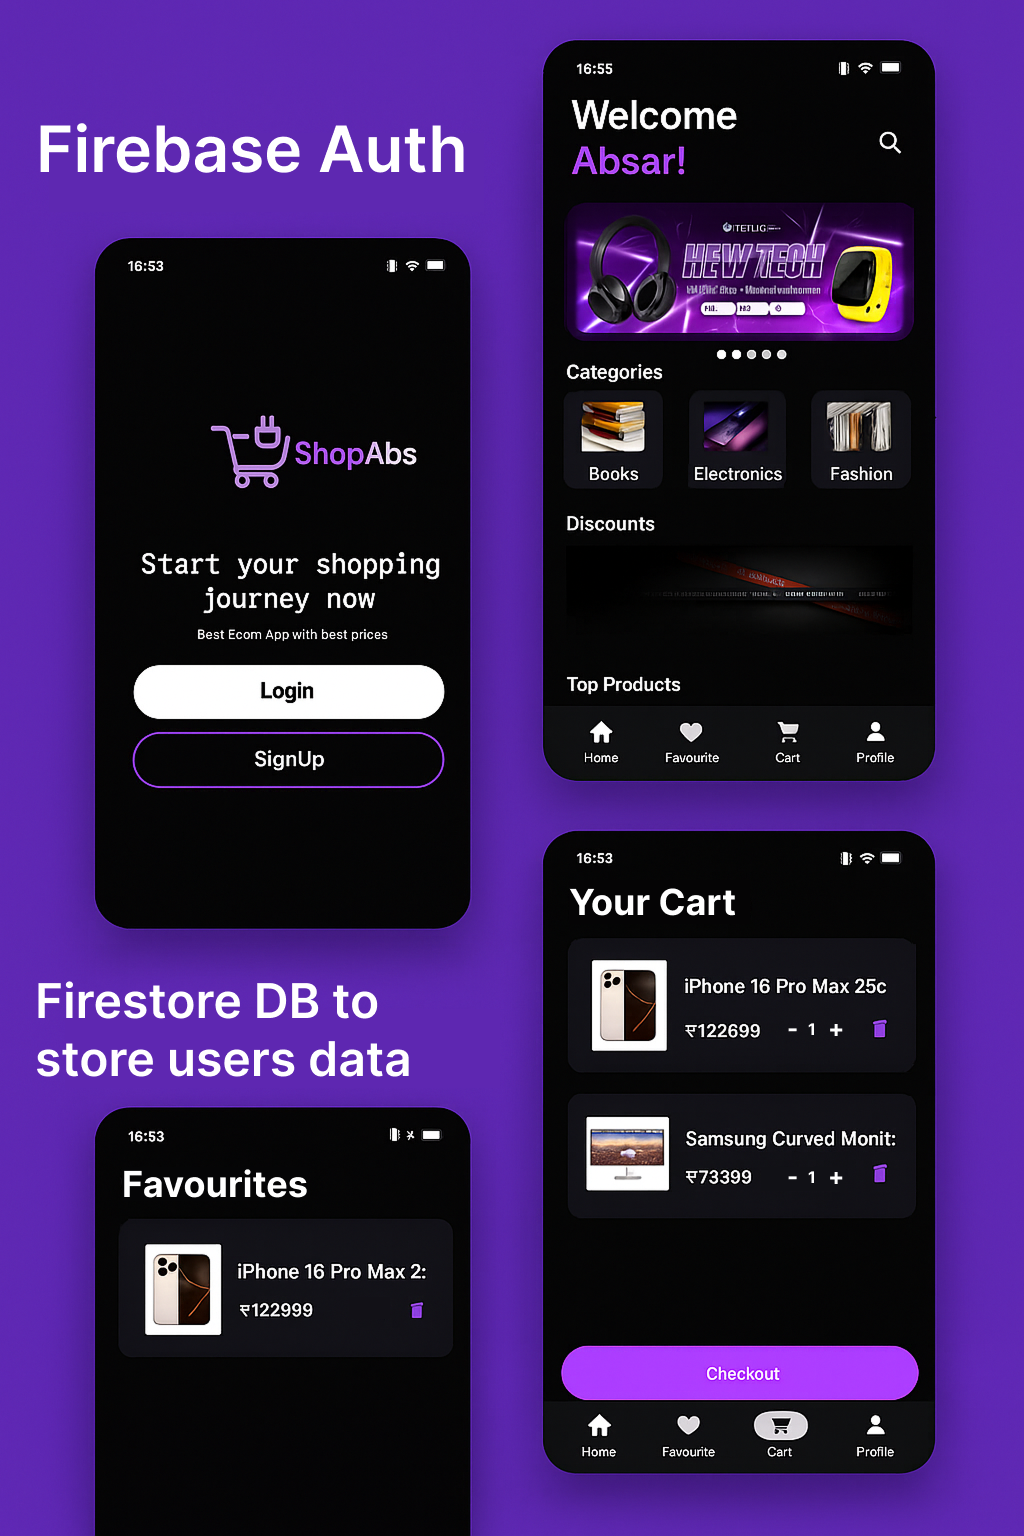 Firebase Auth
16:53
ShopAbs
Start your shopping
journey now
Best Ecom App with best prices
Login
SignUp
16:55
Welcome
Absar!
HEW TECH
Categories
Books
Electronics
Fashion
Discounts
Top Products
Home
Favourite
Cart
Profile
Firestore DB to
store users data
16:53
Favourites
iPhone 16 Pro Max 2:
₹122999
16:53
Your Cart
iPhone 16 Pro Max 25c
₹122699
- 1 +
Samsung Curved Monit:
₹73399
- 1 +
Checkout
Home
Favourite
Cart
Profile